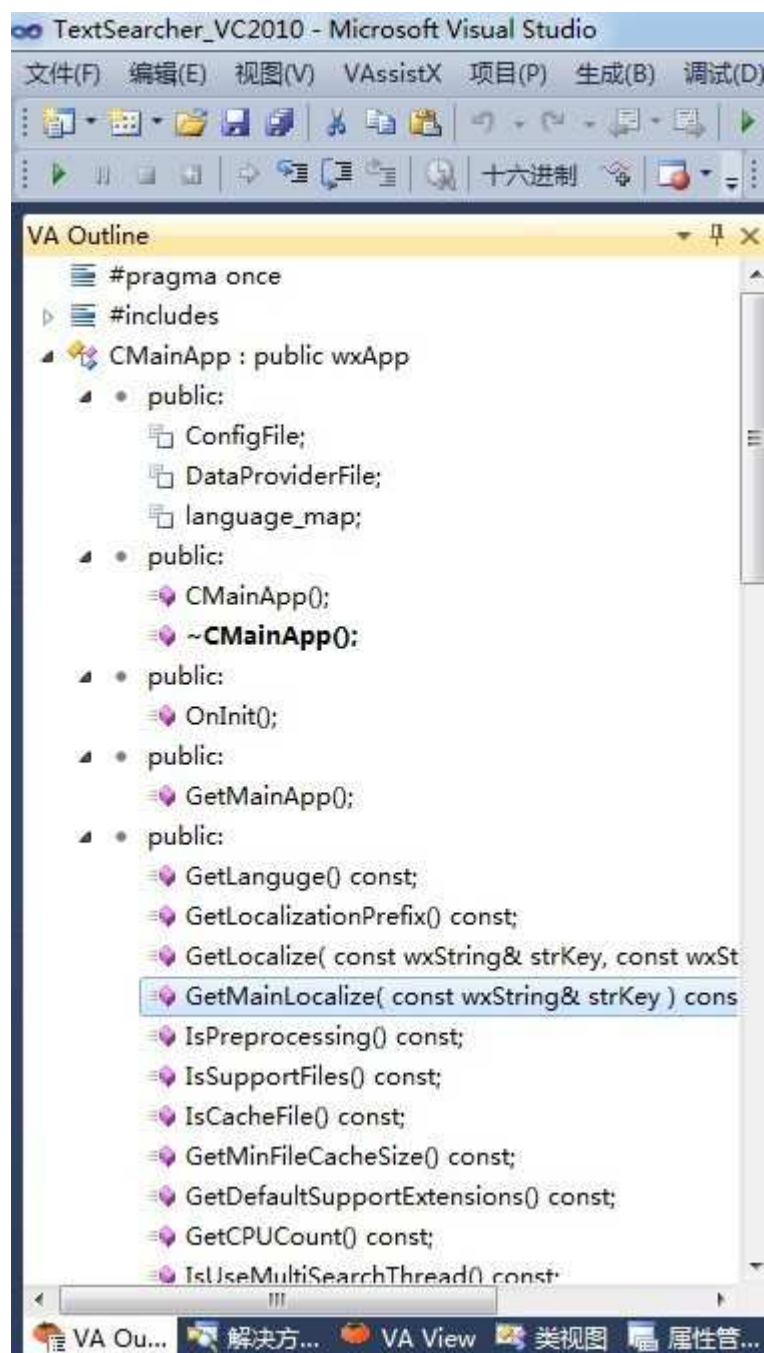 TextSearcher_VC2010 - Microsoft Visual Studio
文件(F) 编辑(E) 视图(V) VAssistX 项目(P) 生成(B) 调试(D)
十六进制
VA Outline
#pragma once
#includes
CMainApp : public wxApp
public:
ConfigFile;
DataProviderFile;
language_map;
public:
CMainApp();
~CMainApp();
public:
OnInit();
public:
GetMainApp();
public:
GetLanguge() const;
GetLocalizationPrefix() const;
GetLocalize( const wxString& strKey, const wxSt
GetMainLocalize( const wxString& strKey ) cons
IsPreprocessing() const;
IsSupportFiles() const;
IsCacheFile() const;
GetMinFileCacheSize() const;
GetDefaultSupportExtensions() const;
GetCPUCount() const;
IsUseMultiSearchThread() const;
VA Ou... 解决方... VA View 类视图 属性管...